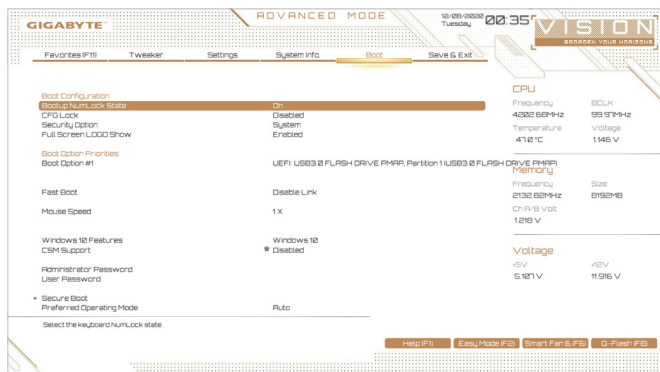 GIGABYTE™
ADVANCED MODE
12/08/2020
Tuesday
00:35
VISION
BROADEN YOUR HORIZONS
Favorites (F11)
Tweaker
Settings
System Info.
Boot
Save & Exit
Boot Configuration
Bootup NumLock State On
CFG Lock Disabled
Security Option System
Full Screen LOGO Show Enabled
Boot Option Priorities
Boot Option #1 UEFI: USB3.0 FLASH DRIVE PMAP, Partition 1 (USB3.0 FLASH DRIVE PMAP)
Fast Boot Disable Link
Mouse Speed 1 X
Windows 10 Features Windows 10
CSM Support * Disabled
Administrator Password
User Password
Secure Boot
Preferred Operating Mode Auto
Select the keyboard NumLock state
CPU
Frequency BCLK
4202.68MHz 99.97MHz
Temperature Voltage
47.0 °C 1.146 V
Memory
Frequency Size
2132.82MHz 8192MB
Ch A/B Volt
1.218 V
Voltage
+5V +12V
5.107 V 11.916 V
Help (F1) Easy Mode (F2) Smart Fan 6 (F6) Q-Flash (F8)